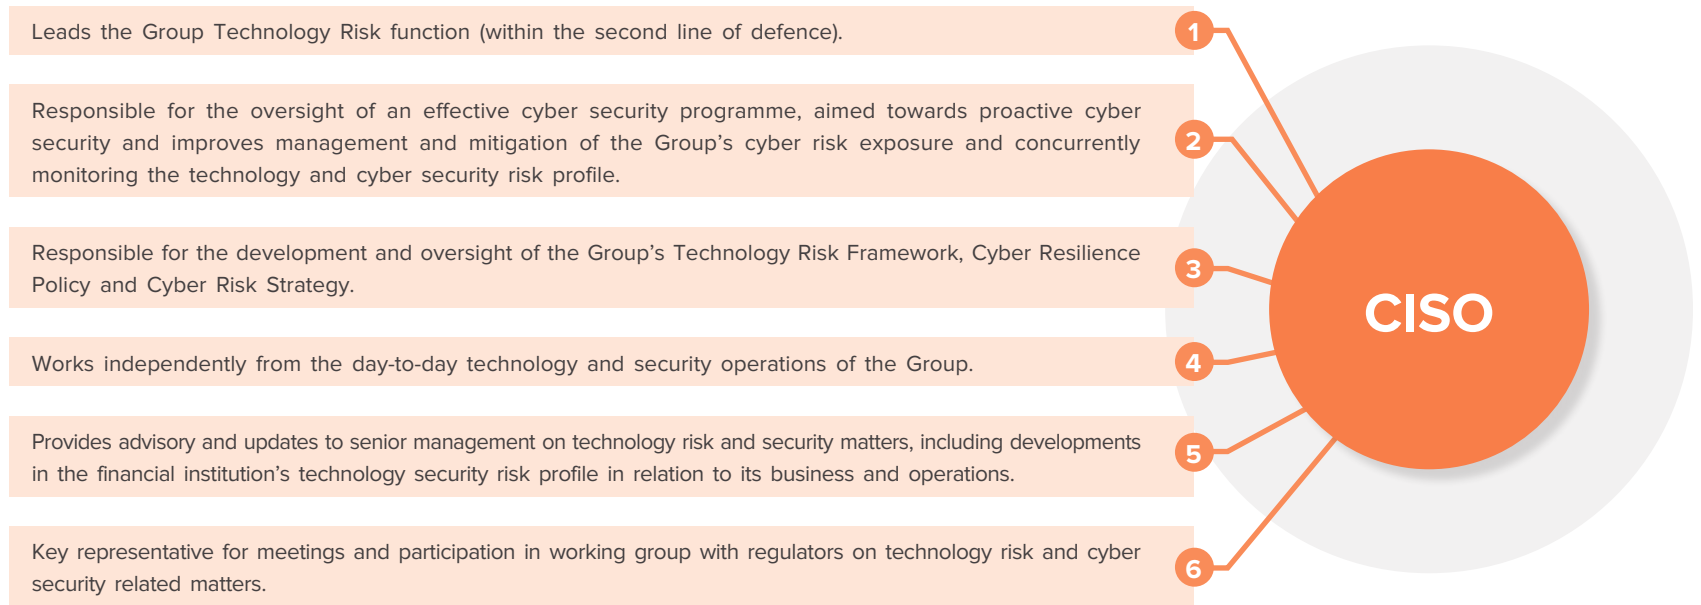 Leads the Group Technology Risk function (within the second line of defence).
1
Responsible for the oversight of an effective cyber security programme, aimed towards proactive cyber
security and improves management and mitigation of the Group’s cyber risk exposure and concurrently
monitoring the technology and cyber security risk profile.
2
Responsible for the development and oversight of the Group’s Technology Risk Framework, Cyber Resilience
Policy and Cyber Risk Strategy.
3
Works independently from the day-to-day technology and security operations of the Group.
4
Provides advisory and updates to senior management on technology risk and security matters, including developments
in the financial institution’s technology security risk profile in relation to its business and operations.
5
Key representative for meetings and participation in working group with regulators on technology risk and cyber
security related matters.
6
CISO